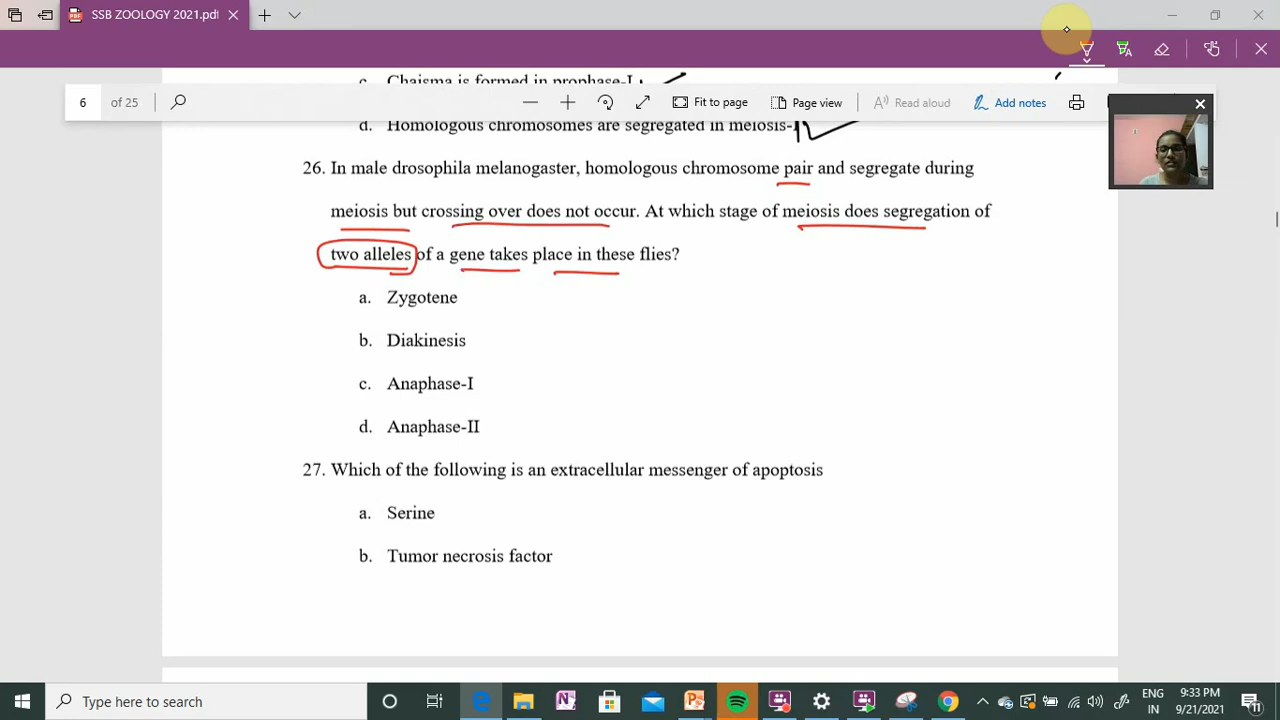 SSB ZOOLOGY 2021.pdf
c. Chaisma is formed in prophase-I
6 of 25
Fit to page
Page view
Read aloud
Add notes
d. Homologous chromosomes are segregated in meiosis-
26. In male drosophila melanogaster, homologous chromosome pair and segregate during
meiosis but crossing over does not occur. At which stage of meiosis does segregation of
two alleles of a gene takes place in these flies?
a. Zygotene
b. Diakinesis
c. Anaphase-I
d. Anaphase-II
27. Which of the following is an extracellular messenger of apoptosis
a. Serine
b. Tumor necrosis factor
Type here to search
ENG
IN
9:33 PM
9/21/2021
11